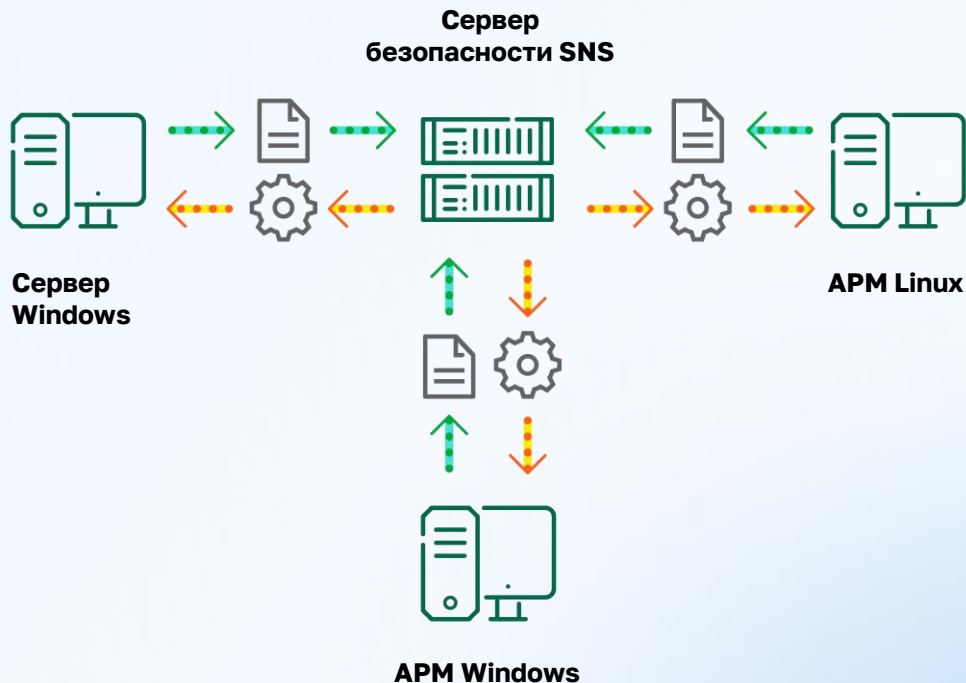 Сервер
безопасности SNS
Сервер
Windows
АРМ Linux
АРМ Windows